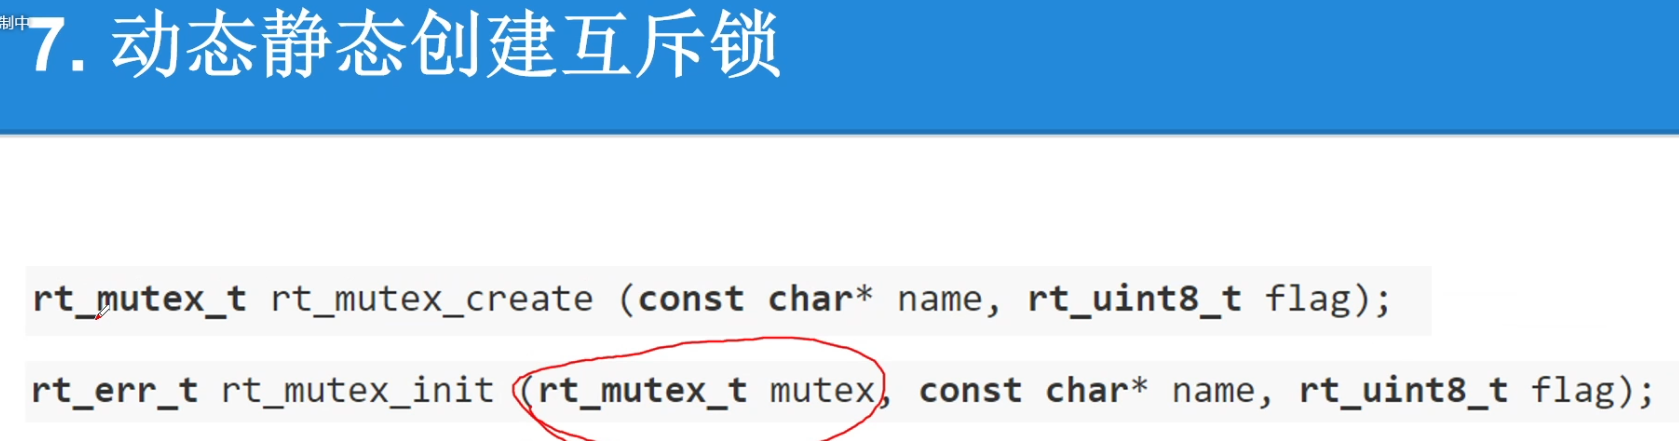 制中
7. 动态静态创建互斥锁
rt_mutex_t rt_mutex_create (const char* name, rt_uint8_t flag);
rt_err_t rt_mutex_init (rt_mutex_t mutex, const char* name, rt_uint8_t flag);